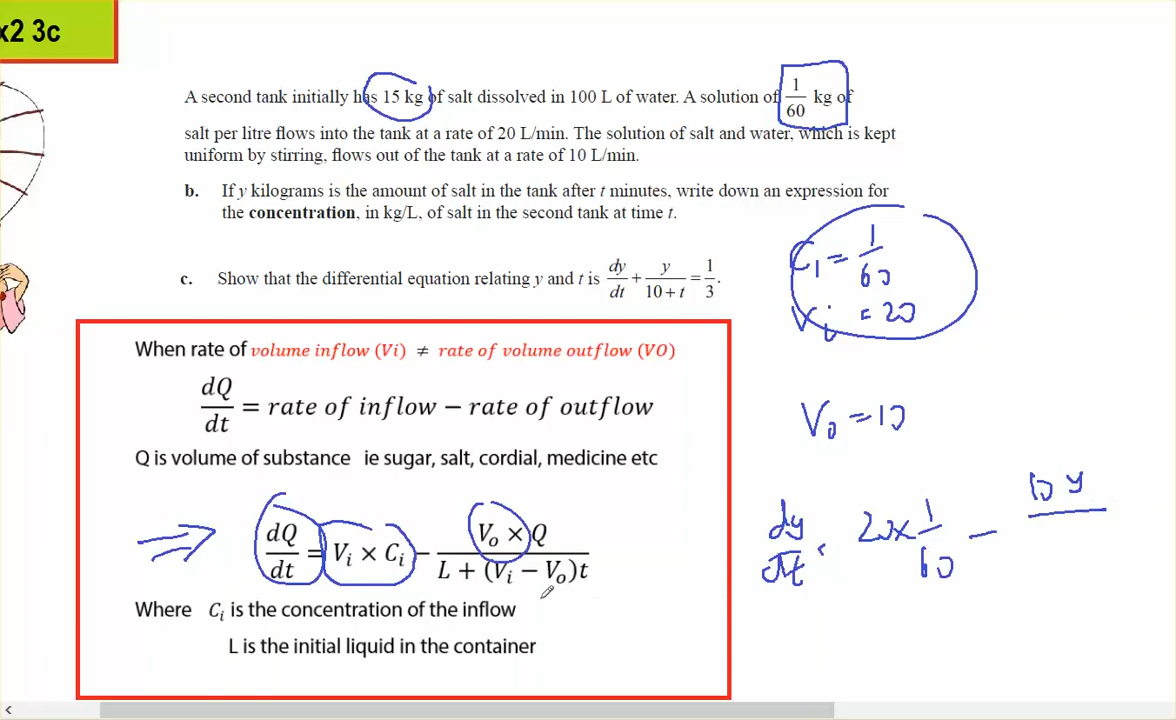 x2 3c
A second tank initially has 15 kg of salt dissolved in 100 L of water. A solution of 1/60 kg of
salt per litre flows into the tank at a rate of 20 L/min. The solution of salt and water, which is kept
uniform by stirring, flows out of the tank at a rate of 10 L/min.
b. If y kilograms is the amount of salt in the tank after t minutes, write down an expression for
the concentration, in kg/L, of salt in the second tank at time t.
c. Show that the differential equation relating y and t is dy/dt + y/(10 + t) = 1/3.
C₁ = 1/60
Vi = 20
When rate of volume inflow (Vi) ≠ rate of volume outflow (VO)
dQ/dt = rate of inflow − rate of outflow
V₀ = 10
Q is volume of substance ie sugar, salt, cordial, medicine etc
dQ/dt = Vᵢ × Cᵢ − (Vₒ × Q)/(L + (Vᵢ − Vₒ)t)
dy/dt = 20 × 1/60 − 10 y
Where Cᵢ is the concentration of the inflow
L is the initial liquid in the container